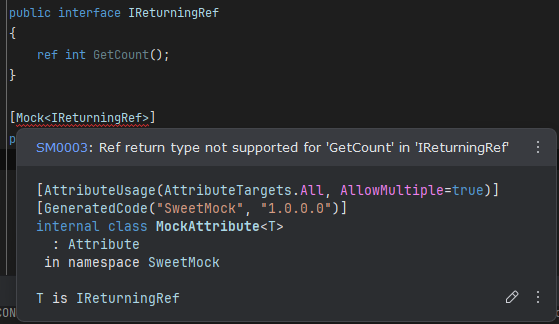 public interface IReturningRef
{
ref int GetCount();
}
[Mock<IReturningRef>]
SM0003: Ref return type not supported for 'GetCount' in 'IReturningRef'
[AttributeUsage(AttributeTargets.All, AllowMultiple=true)]
[GeneratedCode("SweetMock", "1.0.0.0")]
internal class MockAttribute<T>
: Attribute
in namespace SweetMock
T is IReturningRef